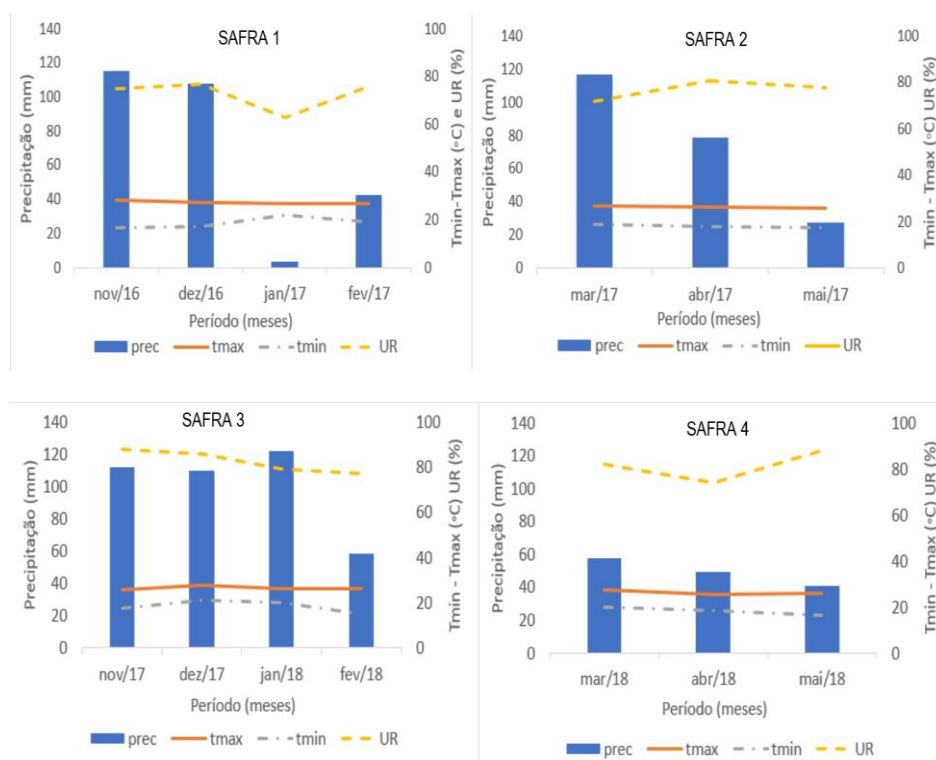 SAFRA 1
Precipitação (mm)
140
120
100
80
60
40
20
0
100
80
60
40
20
0
Tmin-Tmax (ºC) e UR (%)
nov/16 dez/16 jan/17 fev/17
Período (meses)
prec tmax tmin UR
SAFRA 2
Precipitação (mm)
140
120
100
80
60
40
20
0
100
80
60
40
20
0
Tmin - Tmax (ºC) UR (%)
mar/17 abr/17 mai/17
Período (meses)
prec tmax tmin UR
SAFRA 3
Precipitação (mm)
140
120
100
80
60
40
20
0
100
80
60
40
20
0
Tmin - Tmax (ºC) UR (%)
nov/17 dez/17 jan/18 fev/18
Período (meses)
prec tmax tmin UR
SAFRA 4
Precipitação (mm)
140
120
100
80
60
40
20
0
100
80
60
40
20
0
Tmin - Tmax (ºC) UR (%)
mar/18 abr/18 mai/18
Período (meses)
prec tmax tmin UR